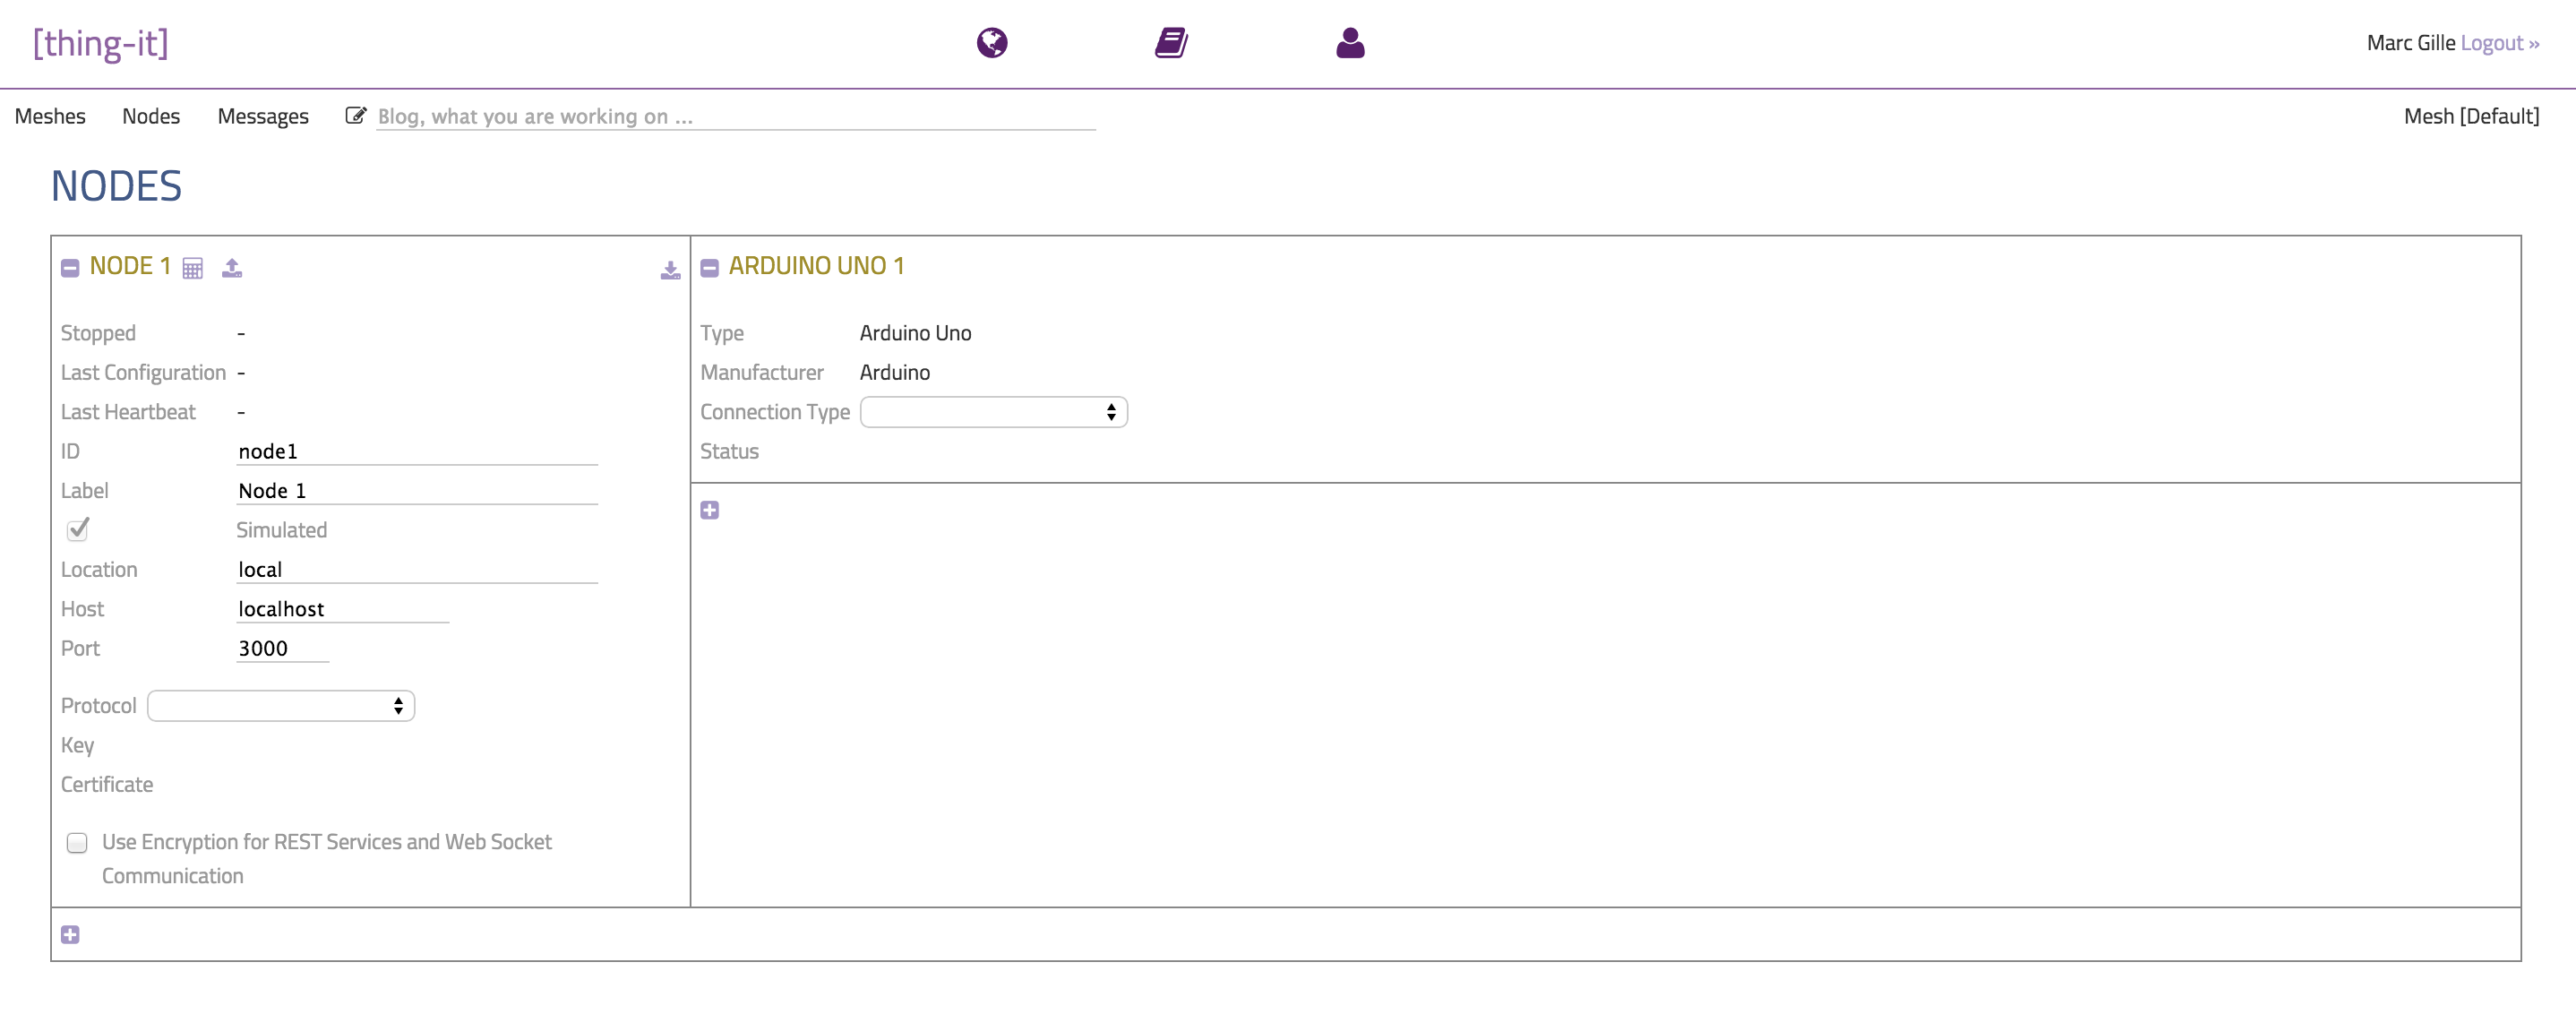 [thing-it]
Marc Gille Logout »
Meshes Nodes Messages Blog, what you are working on ... Mesh [Default]
NODES
NODE 1
Stopped -
Last Configuration -
Last Heartbeat -
ID node1
Label Node 1
Simulated
Location local
Host localhost
Port 3000
Protocol
Key
Certificate
Use Encryption for REST Services and Web Socket
Communication
ARDUINO UNO 1
Type Arduino Uno
Manufacturer Arduino
Connection Type
Status